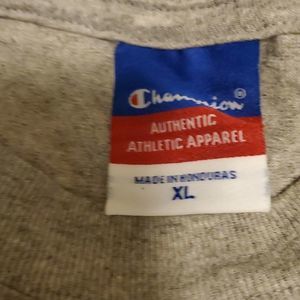 Champion®
AUTHENTIC
ATHLETIC APPAREL
MADE IN HONDURAS
XL